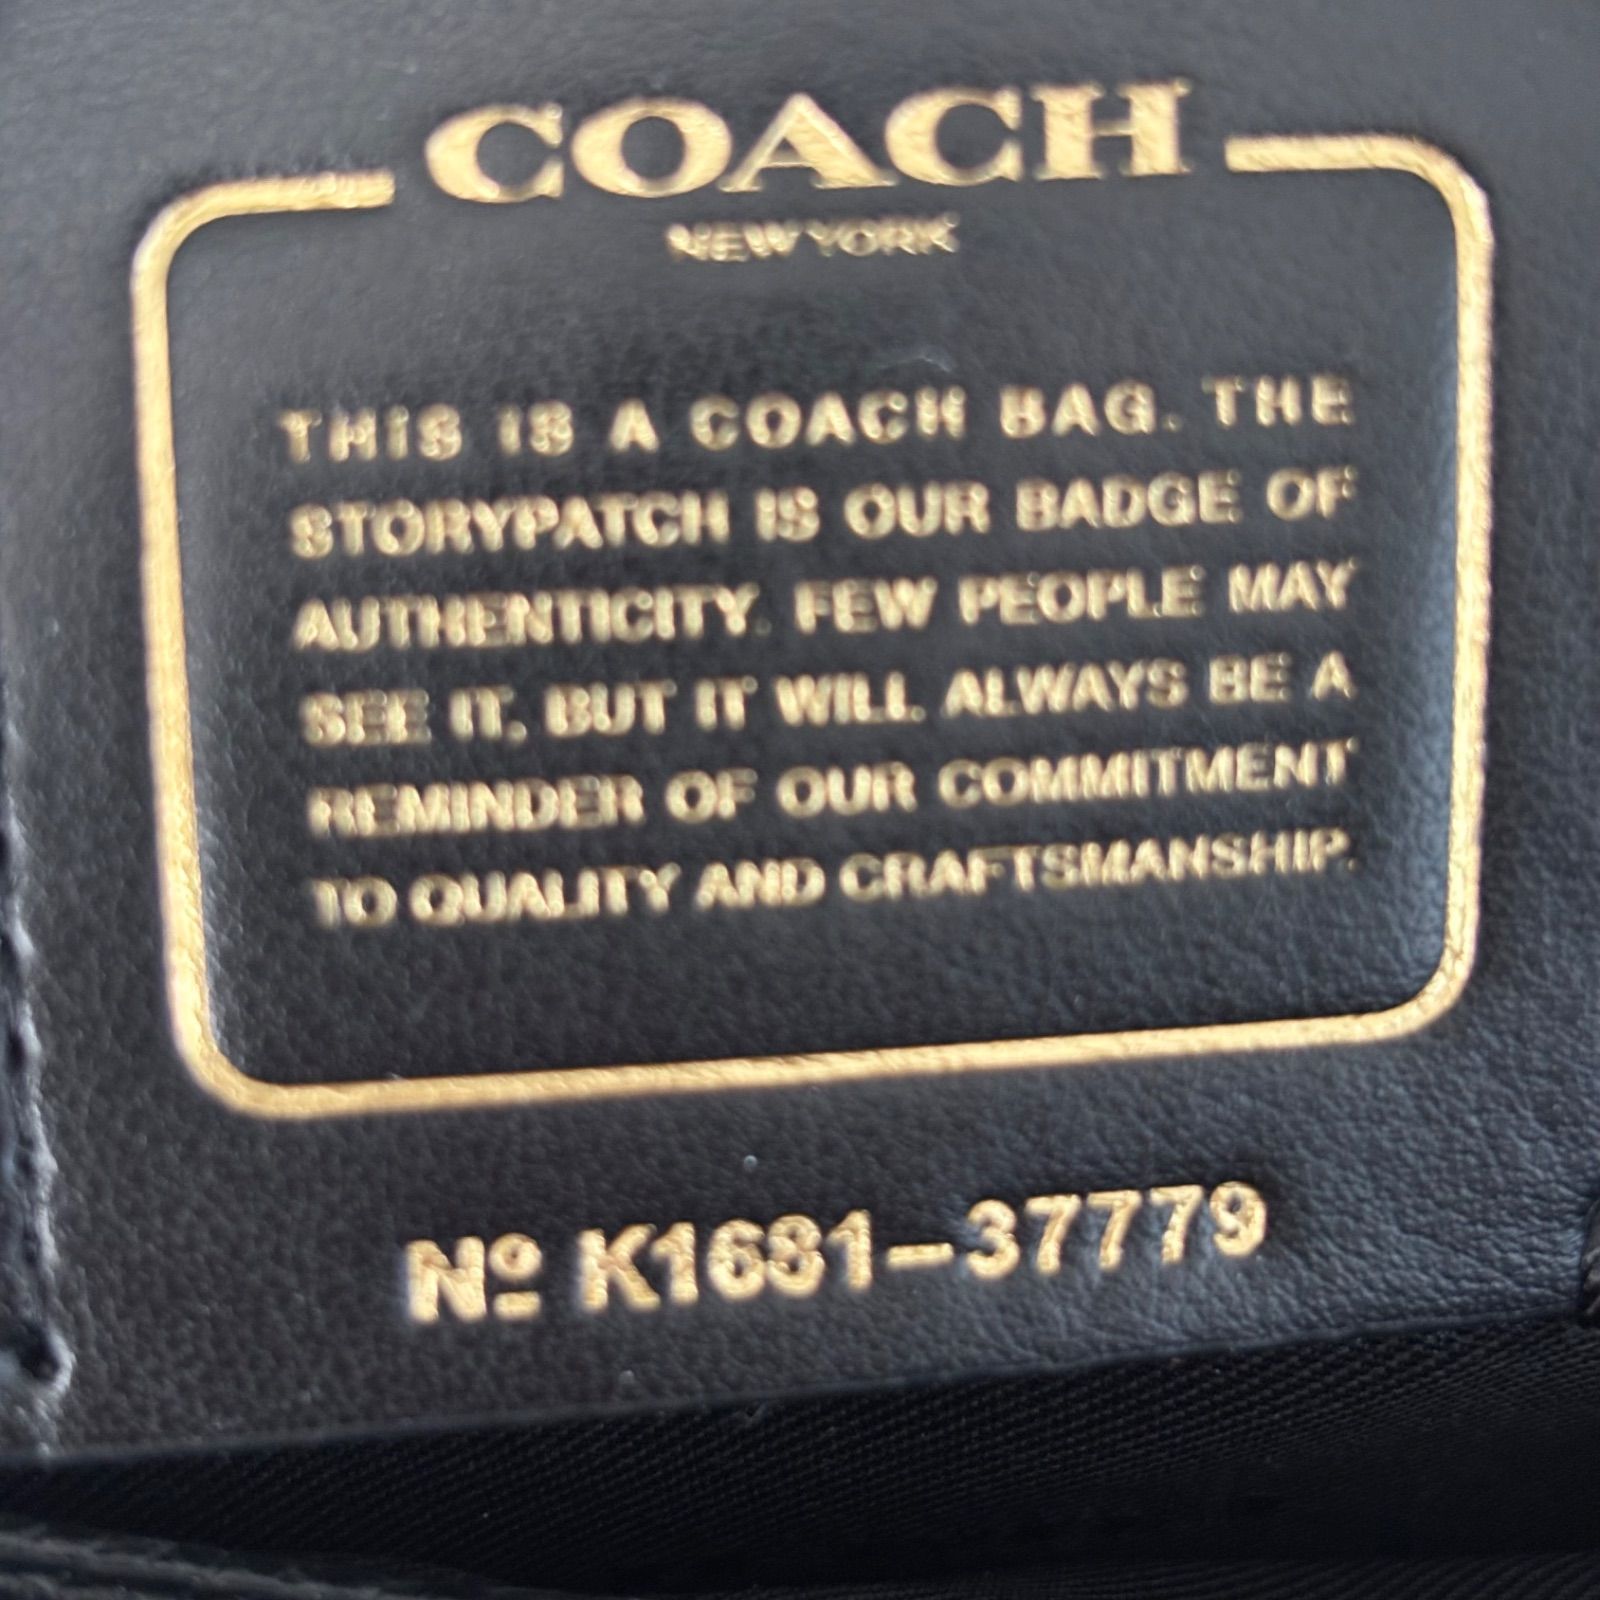 COACH
NEW YORK
THIS IS A COACH BAG. THE
STORYPATCH IS OUR BADGE OF
AUTHENTICITY. FEW PEOPLE MAY
SEE IT, BUT IT WILL ALWAYS BE A
REMINDER OF OUR COMMITMENT
TO QUALITY AND CRAFTSMANSHIP.
Nº K1681-37779